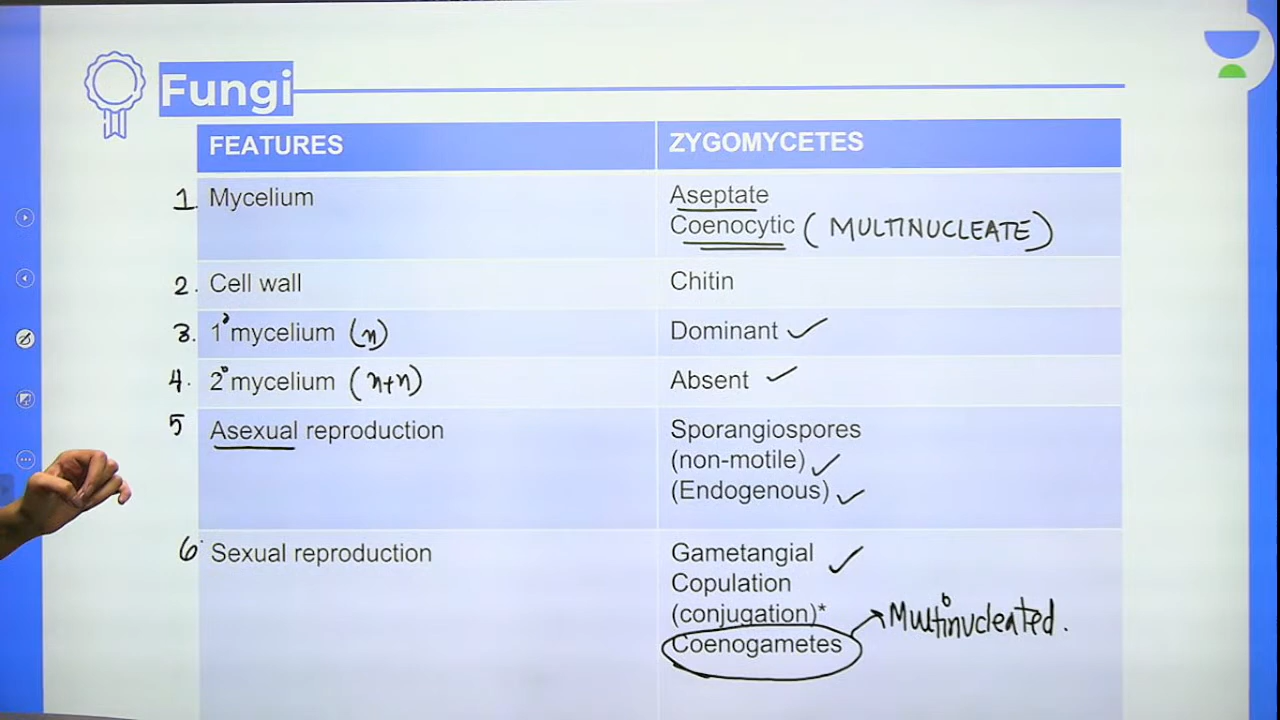 Fungi
FEATURES ZYGOMYCETES
1. Mycelium Aseptate
Coenocytic (MULTINUCLEATE)
2. Cell wall Chitin
3. 1° mycelium (n) Dominant ✓
4. 2° mycelium (n+n) Absent ✓
5 Asexual reproduction Sporangiospores
(non-motile) ✓
(Endogenous) ✓
6. Sexual reproduction Gametangial ✓
Copulation
(conjugation)*
Coenogametes → Multinucleated.